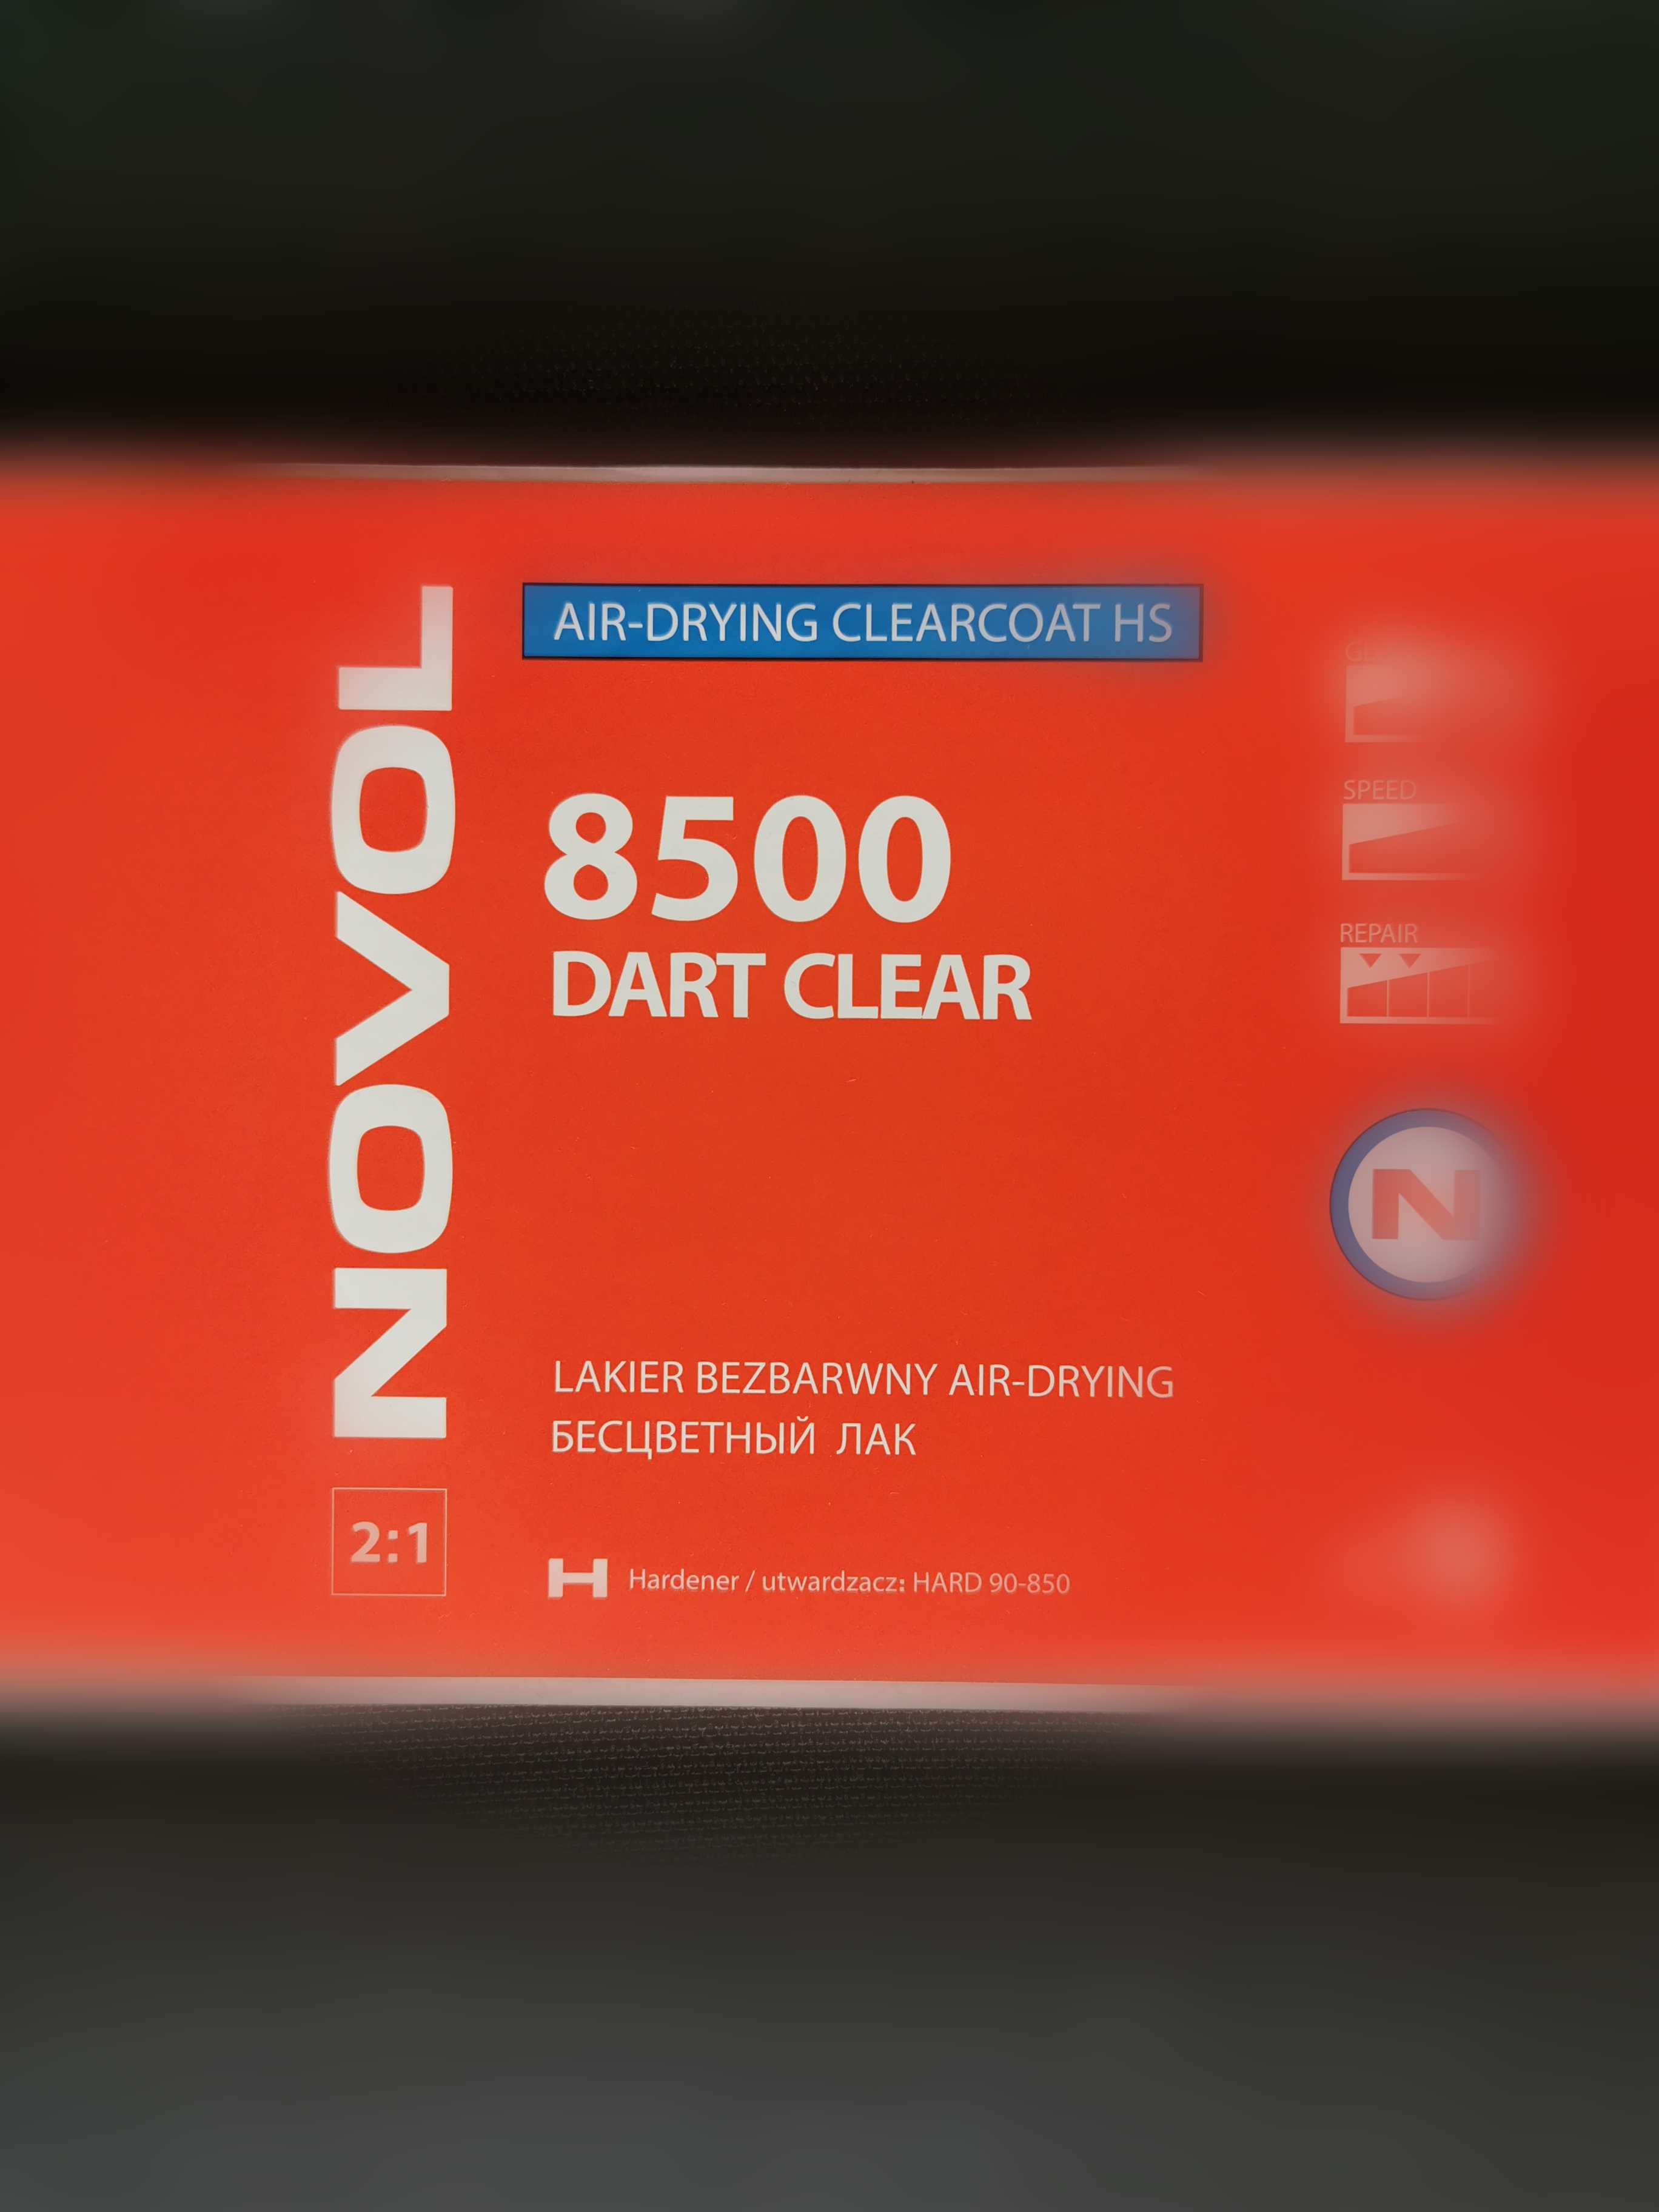 AIR-DRYING CLEARCOAT HS
NOVOL
8500
DART CLEAR
SPEED
REPAIR
N
LAKIER BEZBARWNY AIR-DRYING
БЕСЦВЕТНЫЙ ЛАК
2:1
H Hardener / utwardzacz: HARD 90-850